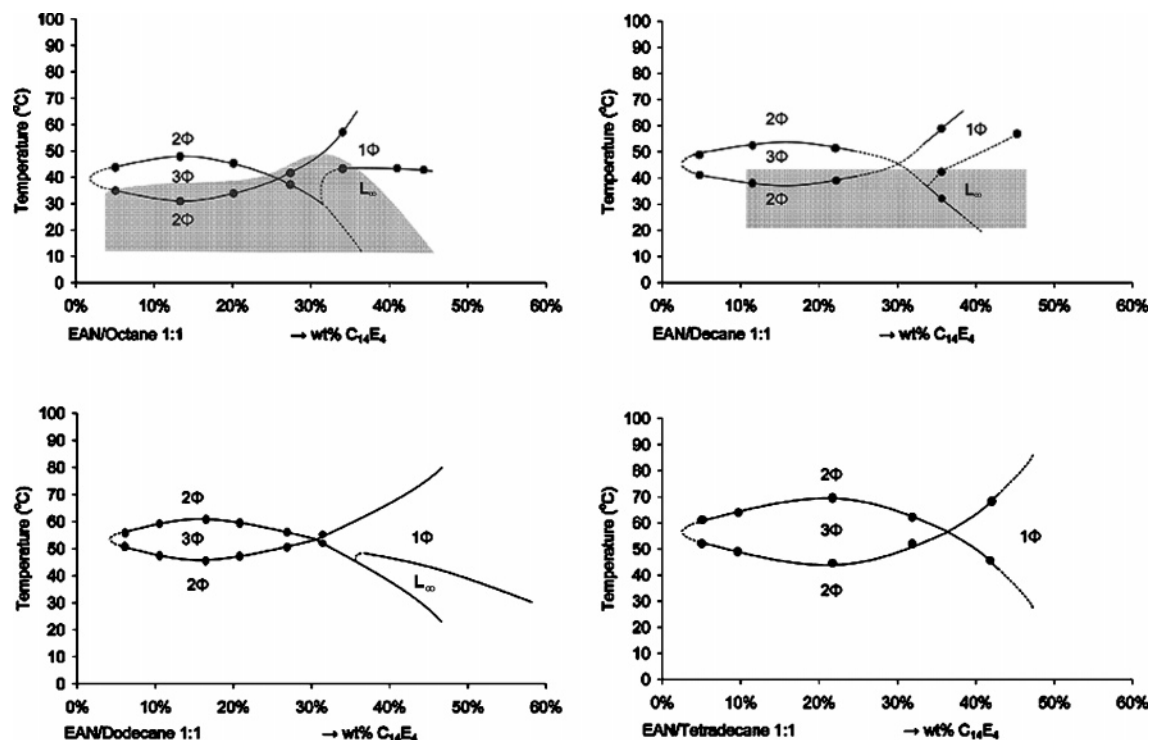 100
90
80
70
60
50
40
30
20
10
0
Temperature (°C)
2Φ
3Φ
2Φ
1Φ
L∞
0%
10%
20%
30%
40%
50%
60%
EAN/Octane 1:1
→ wt% C₁₄E₄
100
90
80
70
60
50
40
30
20
10
0
Temperature (°C)
2Φ
3Φ
2Φ
1Φ
L∞
0%
10%
20%
30%
40%
50%
60%
EAN/Decane 1:1
→ wt% C₁₄E₄
100
90
80
70
60
50
40
30
20
10
0
Temperature (°C)
2Φ
3Φ
2Φ
1Φ
L∞
0%
10%
20%
30%
40%
50%
60%
EAN/Dodecane 1:1
→ wt% C₁₄E₄
100
90
80
70
60
50
40
30
20
10
0
Temperature (°C)
2Φ
3Φ
2Φ
1Φ
0%
10%
20%
30%
40%
50%
60%
EAN/Tetradecane 1:1
→ wt% C₁₄E₄